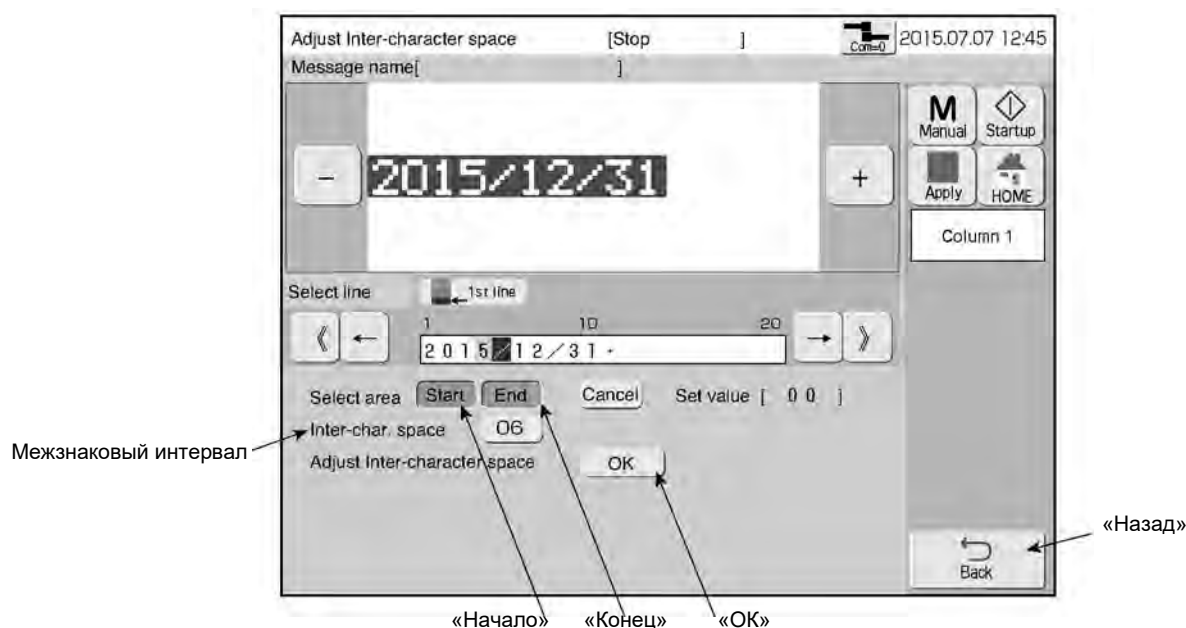 Adjust Inter-character space [Stop ] Com=0 2015.07.07 12:45
Message name[ ]
M Manual Startup
- 2015/12/31 +
Apply HOME
Column 1
Select line 1st line
1 10 20
《 ← 2015/12/31· → 》
Select area Start End Cancel Set value [ 00 ]
Межзнаковый интервал
Inter-char. space 06
Adjust Inter-character space OK
«Назад»
Back
«Начало» «Конец» «ОК»